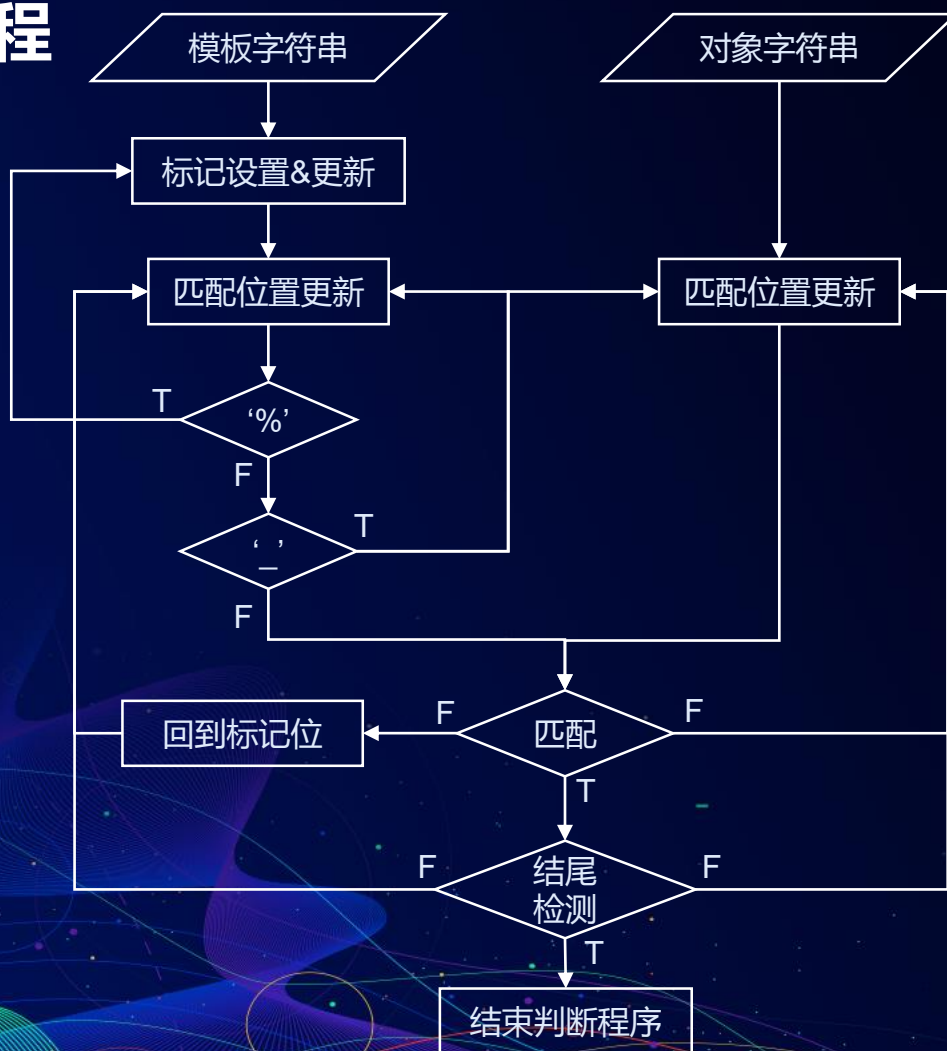 程
模板字符串
对象字符串
标记设置&更新
匹配位置更新
匹配位置更新
T
‘%’
F
T
‘_’
F
F
F
回到标记位
匹配
T
F
F
结尾
检测
T
结束判断程序